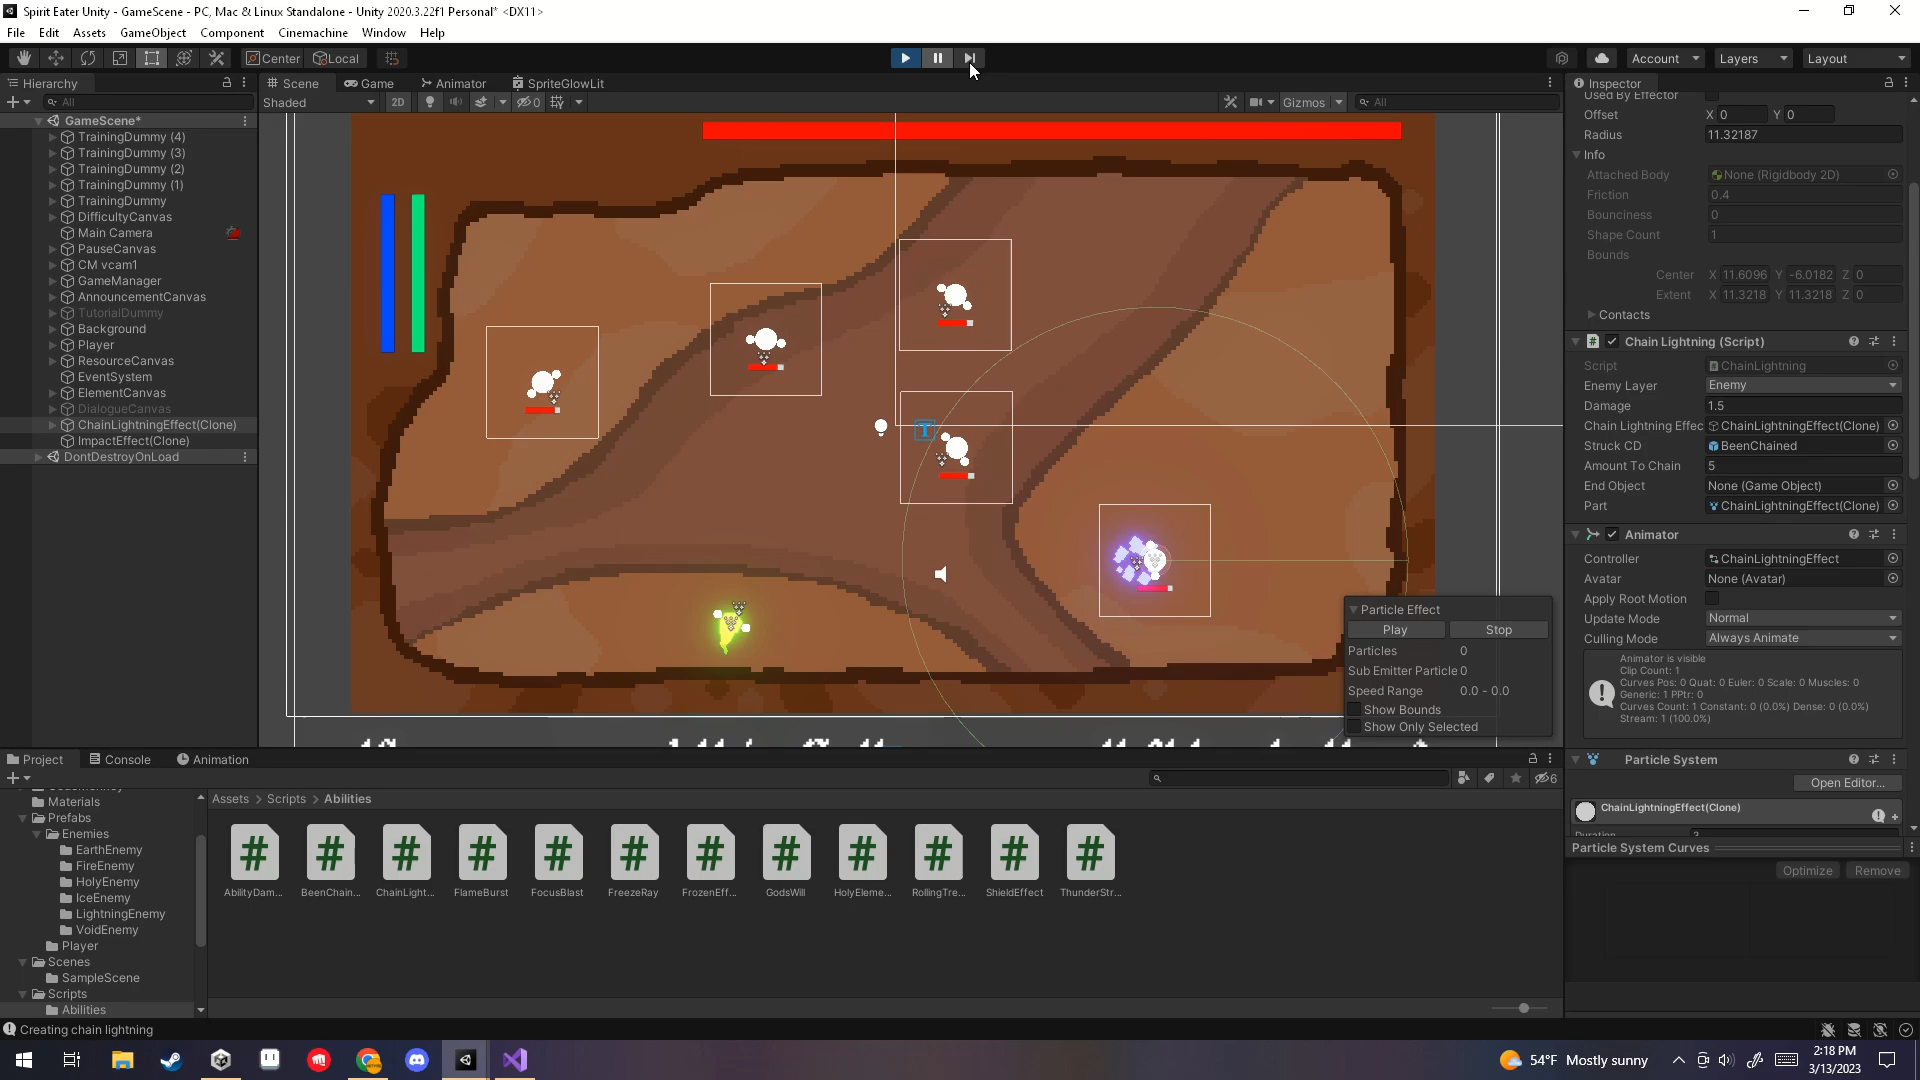 Spirit Eater Unity - GameScene - PC, Mac & Linux Standalone - Unity 2020.3.22f1 Personal* <DX11>
File Edit Assets GameObject Component Cinemachine Window Help
Center Local Account Layers Layout
Hierarchy Scene Game Animator SpriteGlowLit Inspector
All Shaded 2D 0 Gizmos All
GameScene*
TrainingDummy (4)
TrainingDummy (3)
TrainingDummy (2)
TrainingDummy (1)
TrainingDummy
DifficultyCanvas
Main Camera
PauseCanvas
CM vcam1
GameManager
AnnouncementCanvas
TutorialDummy
Background
Player
ResourceCanvas
EventSystem
ElementCanvas
DialogueCanvas
ChainLightningEffect(Clone)
ImpactEffect(Clone)
DontDestroyOnLoad
T
Particle Effect
Play Stop
Particles 0
Sub Emitter Particle 0
Speed Range 0.0 - 0.0
Show Bounds
Show Only Selected
Used By Effector
Offset X 0 Y 0
Radius 11.32187
Info
Attached Body None (Rigidbody 2D)
Friction 0.4
Bounciness 0
Shape Count 1
Bounds
Center X 11.6096 Y -6.0182 Z 0
Extent X 11.3218 Y 11.3218 Z 0
Contacts
Chain Lightning (Script)
Script ChainLightning
Enemy Layer Enemy
Damage 1.5
Chain Lightning Effec ChainLightningEffect(Clone)
Struck CD BeenChained
Amount To Chain 5
End Object None (Game Object)
Part ChainLightningEffect(Clone)
Animator
Controller ChainLightningEffect
Avatar None (Avatar)
Apply Root Motion
Update Mode Normal
Culling Mode Always Animate
Animator is visible
Clip Count: 1
Curves Pos: 0 Quat: 0 Euler: 0 Scale: 0 Muscles: 0
Generic: 1 PPtr: 0
Curves Count: 1 Constant: 0 (0.0%) Dense: 0 (0.0%)
Stream: 1 (100.0%)
Particle System
Open Editor...
ChainLightningEffect(Clone)
Duration 3
Particle System Curves
Optimize Remove
Project Console Animation
6
Materials
Prefabs
Enemies
EarthEnemy
FireEnemy
HolyEnemy
IceEnemy
LightningEnemy
VoidEnemy
Player
Scenes
SampleScene
Scripts
Abilities
Assets > Scripts > Abilities
AbilityDam... BeenChain... ChainLight... FlameBurst FocusBlast FreezeRay FrozenEff... GodsWill HolyEleme... RollingTre... ShieldEffect ThunderStr...
Creating chain lightning
54°F Mostly sunny
2:18 PM
3/13/2023